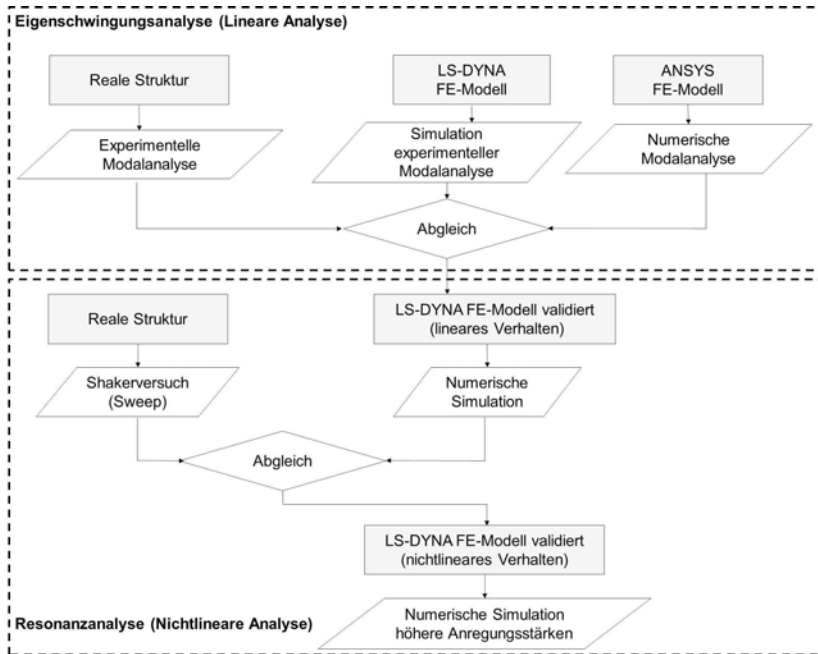 Eigenschwingungsanalyse (Lineare Analyse)
Reale Struktur
LS-DYNA
FE-Modell
ANSYS
FE-Modell
Experimentelle
Modalanalyse
Simulation
experimenteller
Modalanalyse
Numerische
Modalanalyse
Abgleich
Reale Struktur
LS-DYNA FE-Modell validiert
(lineares Verhalten)
Shakerversuch
(Sweep)
Numerische
Simulation
Abgleich
LS-DYNA FE-Modell validiert
(nichtlineares Verhalten)
Numerische Simulation
höhere Anregungsstärken
Resonanzanalyse (Nichtlineare Analyse)